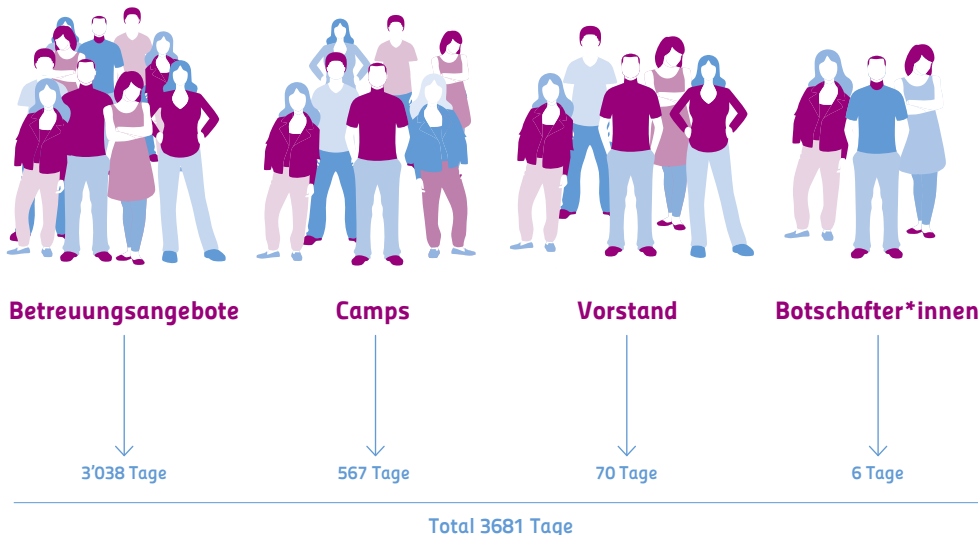 Betreuungsangebote Camps Vorstand Botschafter*innen
3’038 Tage 567 Tage 70 Tage 6 Tage
Total 3681 Tage